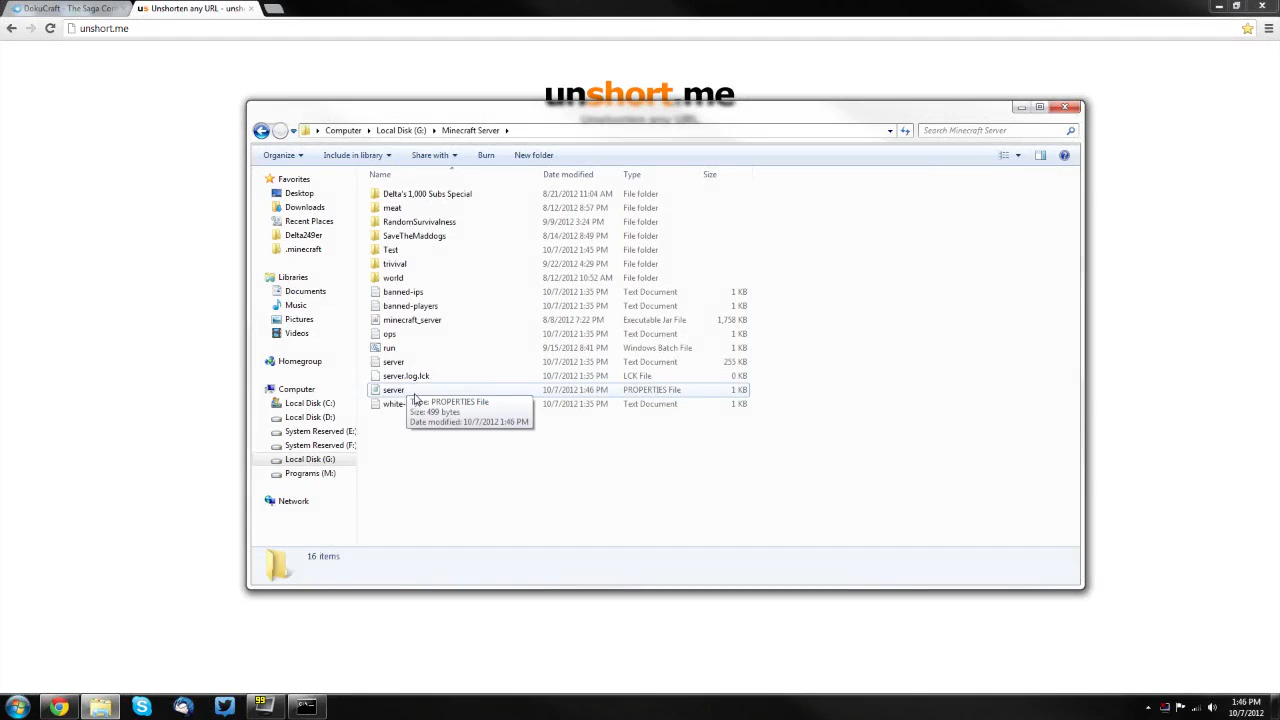 DokuCraft - The Saga Con
us Unshorten any URL - unsh
unshort.me
unshort.me
Unshorten any URL
Computer
Local Disk (G:)
Minecraft Server
Search Minecraft Server
Organize
Include in library
Share with
Burn
New folder
Name Date modified Type Size
Favorites
Desktop
Downloads
Recent Places
Delta249er
.minecraft
Libraries
Documents
Music
Pictures
Videos
Homegroup
Computer
Local Disk (C:)
Local Disk (D:)
System Reserved (E:
System Reserved (F:
Local Disk (G:)
Programs (M:)
Network
Delta's 1,000 Subs Special 8/21/2012 11:04 AM File folder
meat 8/12/2012 8:57 PM File folder
RandomSurvivalness 9/9/2012 3:24 PM File folder
SaveTheMaddogs 8/14/2012 8:49 PM File folder
Test 10/7/2012 1:45 PM File folder
trivival 9/22/2012 4:29 PM File folder
world 8/12/2012 10:52 AM File folder
banned-ips 10/7/2012 1:35 PM Text Document 1 KB
banned-players 10/7/2012 1:35 PM Text Document 1 KB
minecraft_server 8/8/2012 7:22 PM Executable Jar File 1,758 KB
ops 10/7/2012 1:35 PM Text Document 1 KB
run 9/15/2012 8:41 PM Windows Batch File 1 KB
server 10/7/2012 1:35 PM Text Document 255 KB
server.log.lck 10/7/2012 1:35 PM LCK File 0 KB
server 10/7/2012 1:46 PM PROPERTIES File 1 KB
white- 10/7/2012 1:35 PM Text Document 1 KB
Type: PROPERTIES File
Size: 499 bytes
Date modified: 10/7/2012 1:46 PM
16 items
99
1:46 PM
10/7/2012